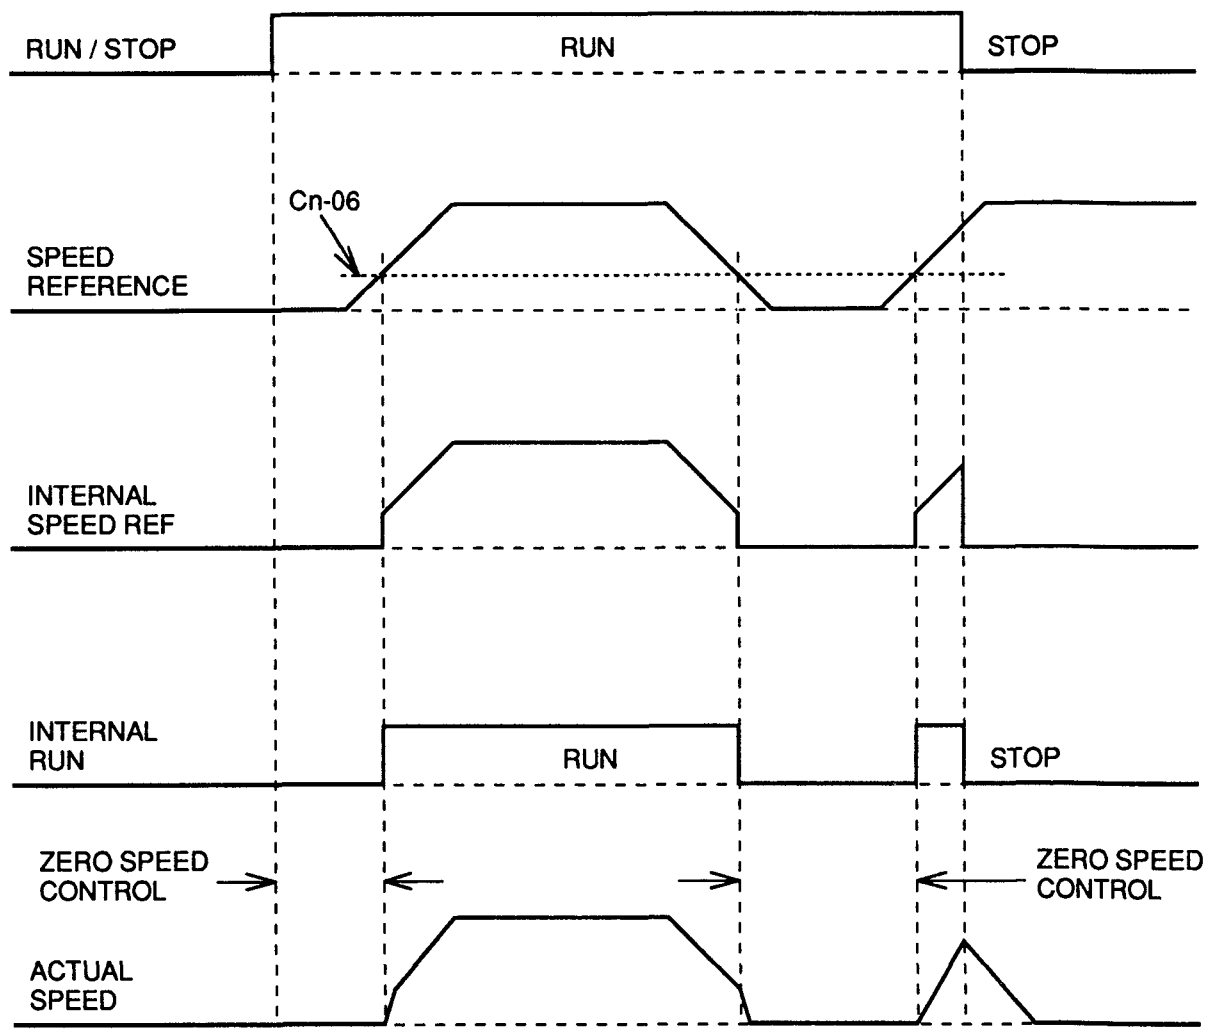 RUN / STOP
RUN
STOP
Cn-06
SPEED
REFERENCE
INTERNAL
SPEED REF
INTERNAL
RUN
RUN
STOP
ZERO SPEED
CONTROL
ZERO SPEED
CONTROL
ACTUAL
SPEED